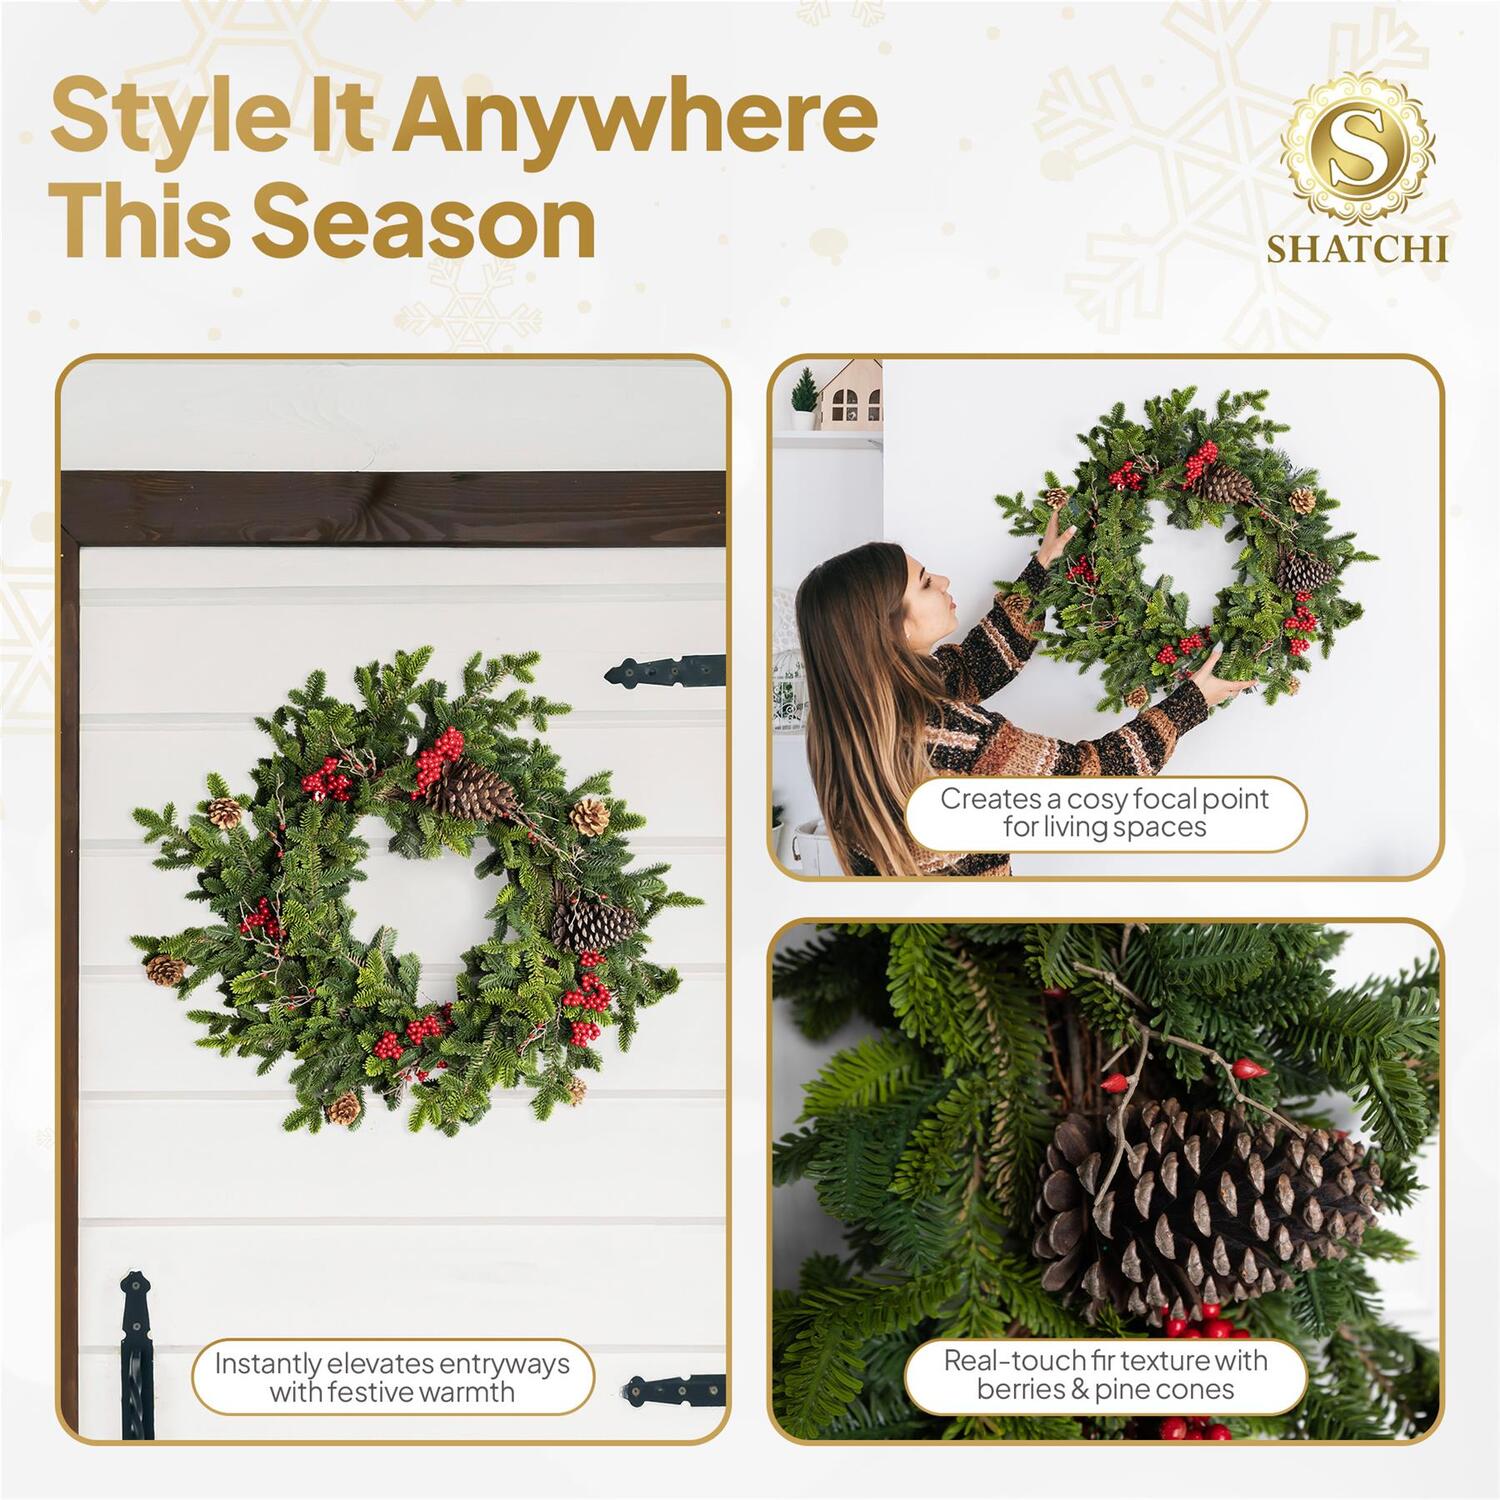 Style It Anywhere
This Season
S
SHATCHI
Creates a cosy focal point
for living spaces
Instantly elevates entryways
with festive warmth
Real-touch fir texture with
berries & pine cones